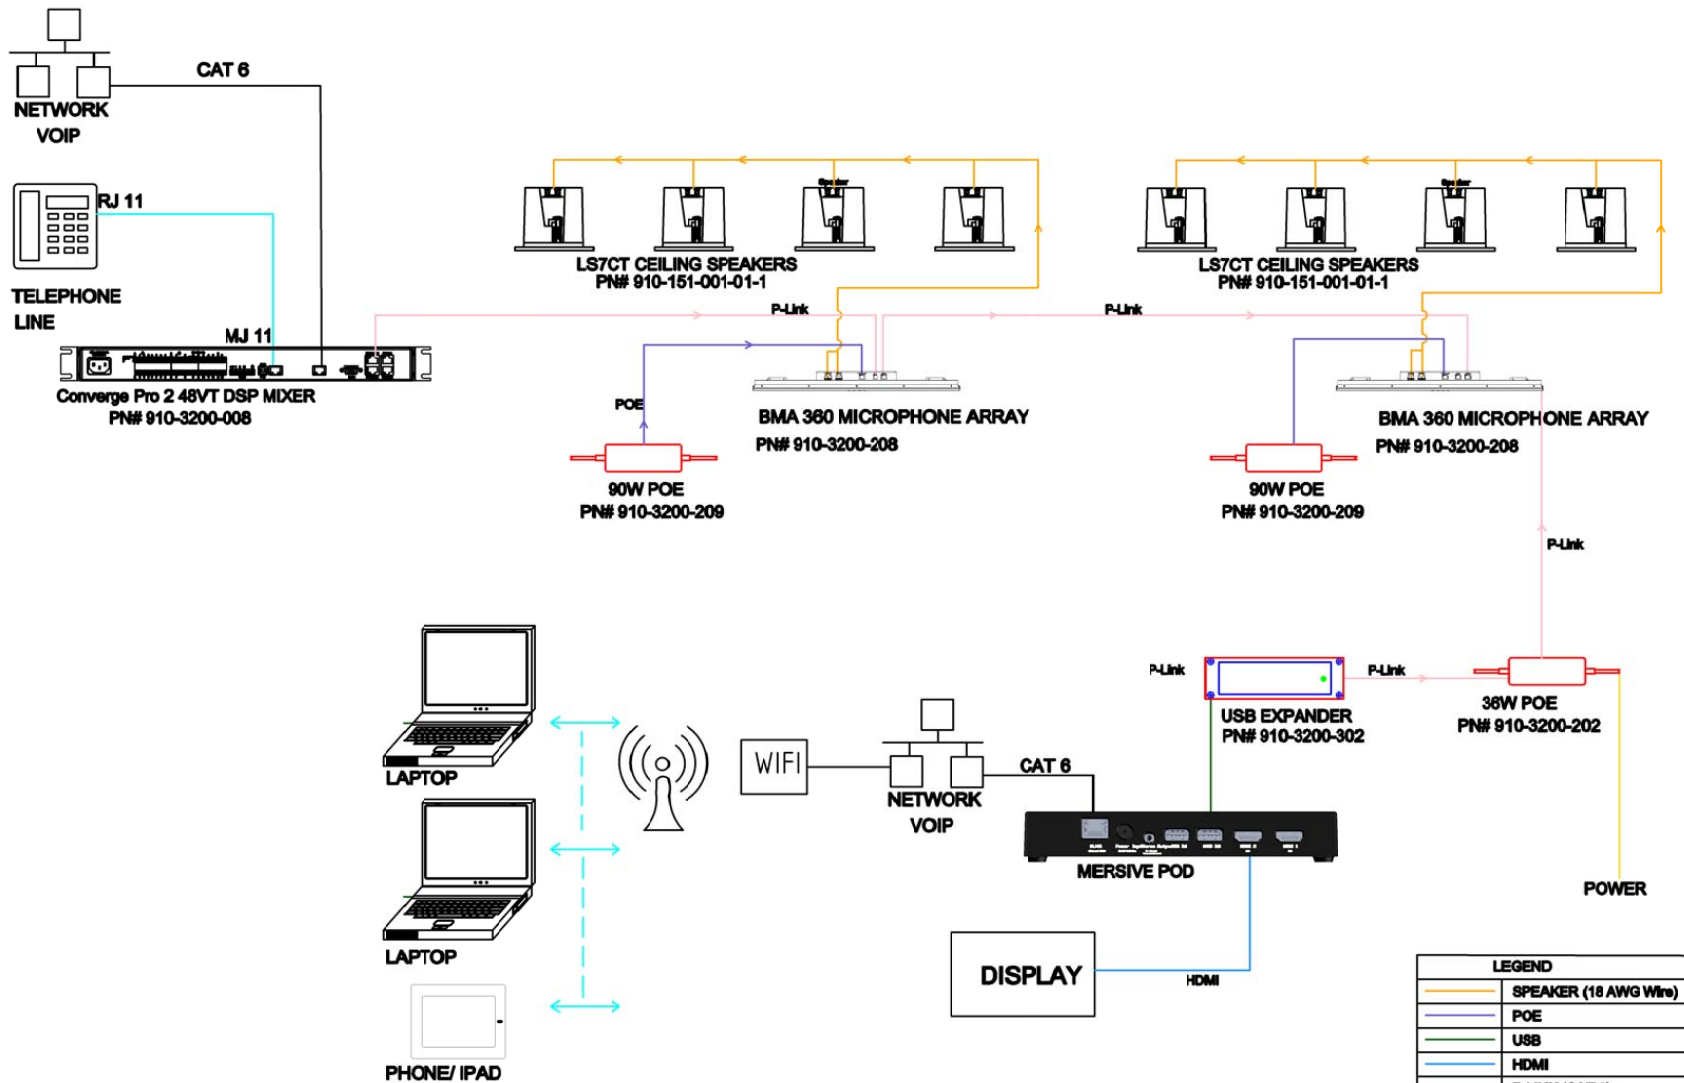 CAT 6
NETWORK
VOIP
RJ 11
TELEPHONE
LINE
MJ 11
Converge Pro 2 48VT DSP MIXER
PN# 910-3200-008
Speaker
LS7CT CEILING SPEAKERS
PN# 910-151-001-01-1
P-Link
POE
BMA 360 MICROPHONE ARRAY
PN# 910-3200-208
90W POE
PN# 910-3200-209
Speaker
LS7CT CEILING SPEAKERS
PN# 910-151-001-01-1
P-Link
BMA 360 MICROPHONE ARRAY
PN# 910-3200-208
90W POE
PN# 910-3200-209
P-Link
P-Link
P-Link
USB EXPANDER
PN# 910-3200-302
36W POE
PN# 910-3200-202
POWER
LAPTOP
LAPTOP
PHONE/ IPAD
WIFI
NETWORK
VOIP
CAT 6
MERSIVE POD
DISPLAY
HDMI
LEGEND
SPEAKER (18 AWG Wire)
POE
USB
HDMI